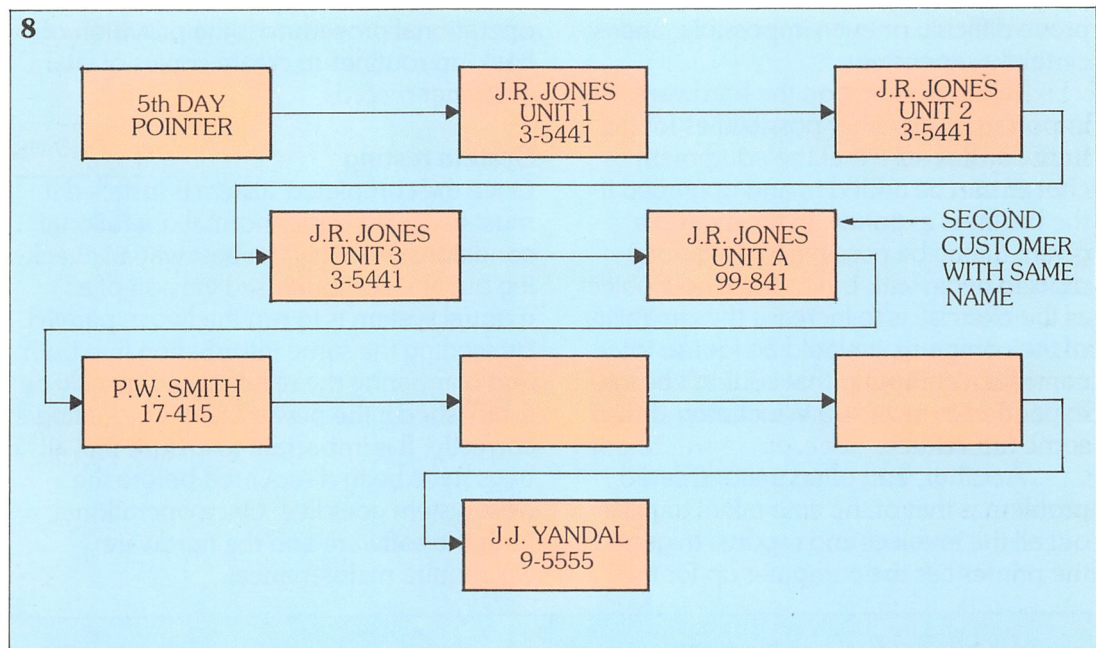 8
5th DAY
POINTER
J.R. JONES
UNIT 1
3-5441
J.R. JONES
UNIT 2
3-5441
J.R. JONES
UNIT 3
3-5441
J.R. JONES
UNIT A
99-841
SECOND
CUSTOMER
WITH SAME
NAME
P.W. SMITH
17-415
J.J. YANDAL
9-5555